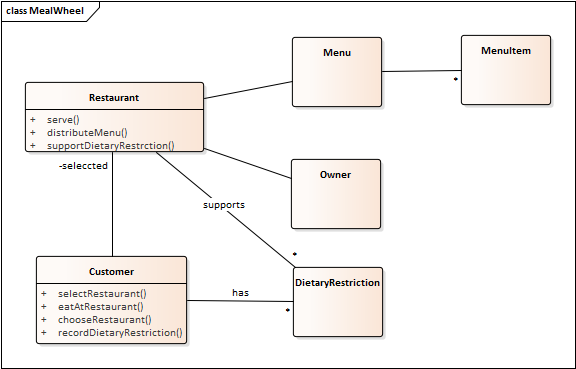 class MealWheel
Menu
MenuItem
*
Restaurant
+ serve()
+ distributeMenu()
+ supportDietaryRestrction()
-seleccted
Owner
supports
*
Customer
+ selectRestaurant()
+ eatAtRestaurant()
+ chooseRestaurant()
+ recordDietaryRestriction()
has
*
DietaryRestriction